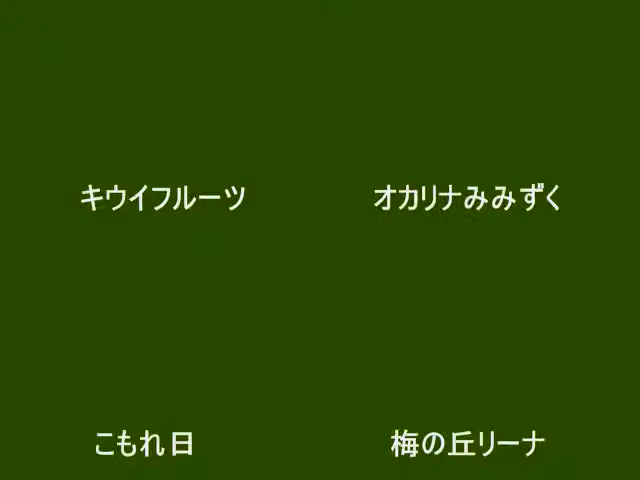 キウイフルーツ
オカリナみみずく
こもれ日
梅の丘リーナ